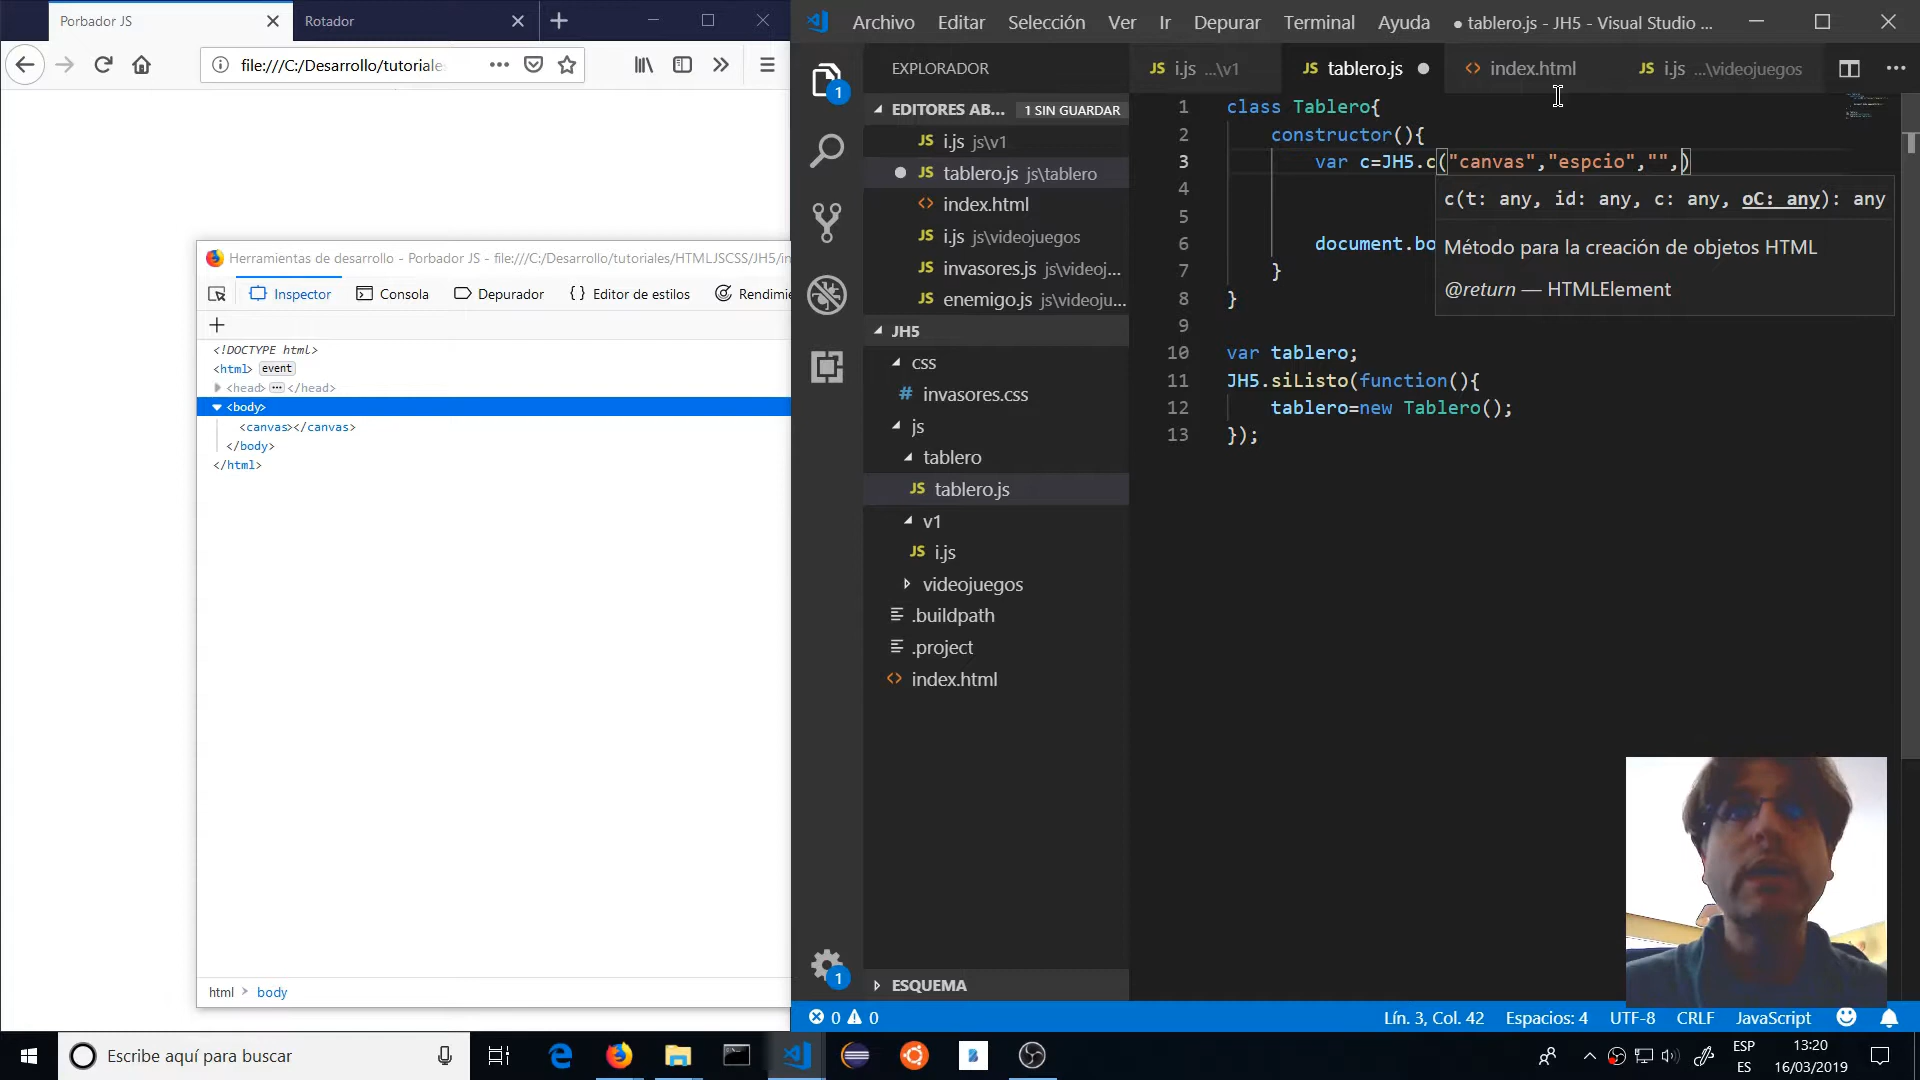 Porbador JS
Rotador
file:///C:/Desarrollo/tutoriale
Herramientas de desarrollo - Porbador JS - file:///C:/Desarrollo/tutoriales/HTMLJSCSS/JH5/in
Inspector
Consola
Depurador
{ } Editor de estilos
Rendimie
<!DOCTYPE html>
<html> event
<head> ... </head>
<body>
<canvas></canvas>
</body>
</html>
html > body
Archivo Editar Selección Ver Ir Depurar Terminal Ayuda
● tablero.js - JH5 - Visual Studio ...
EXPLORADOR
JS i.js ...\v1
JS tablero.js
<> index.html
JS i.js ...\videojuegos
1
EDITORES AB... 1 SIN GUARDAR
JS i.js js\v1
JS tablero.js js\tablero
<> index.html
JS i.js js\videojuegos
JS invasores.js js\videoj...
JS enemigo.js js\videoju...
JH5
css
# invasores.css
js
tablero
JS tablero.js
v1
JS i.js
videojuegos
.buildpath
.project
<> index.html
ESQUEMA
1
1 class Tablero{
2 constructor(){
3 var c=JH5.c("canvas","espcio","",)
4
5
6 document.bo
7 }
8 }
9
10 var tablero;
11 JH5.siListo(function(){
12 tablero=new Tablero();
13 });
c(t: any, id: any, c: any, oC: any): any
Método para la creación de objetos HTML
@return — HTMLElement
0 0
Lín. 3, Col. 42
Espacios: 4
UTF-8
CRLF
JavaScript
Escribe aquí para buscar
B
ESP
ES
13:20
16/03/2019